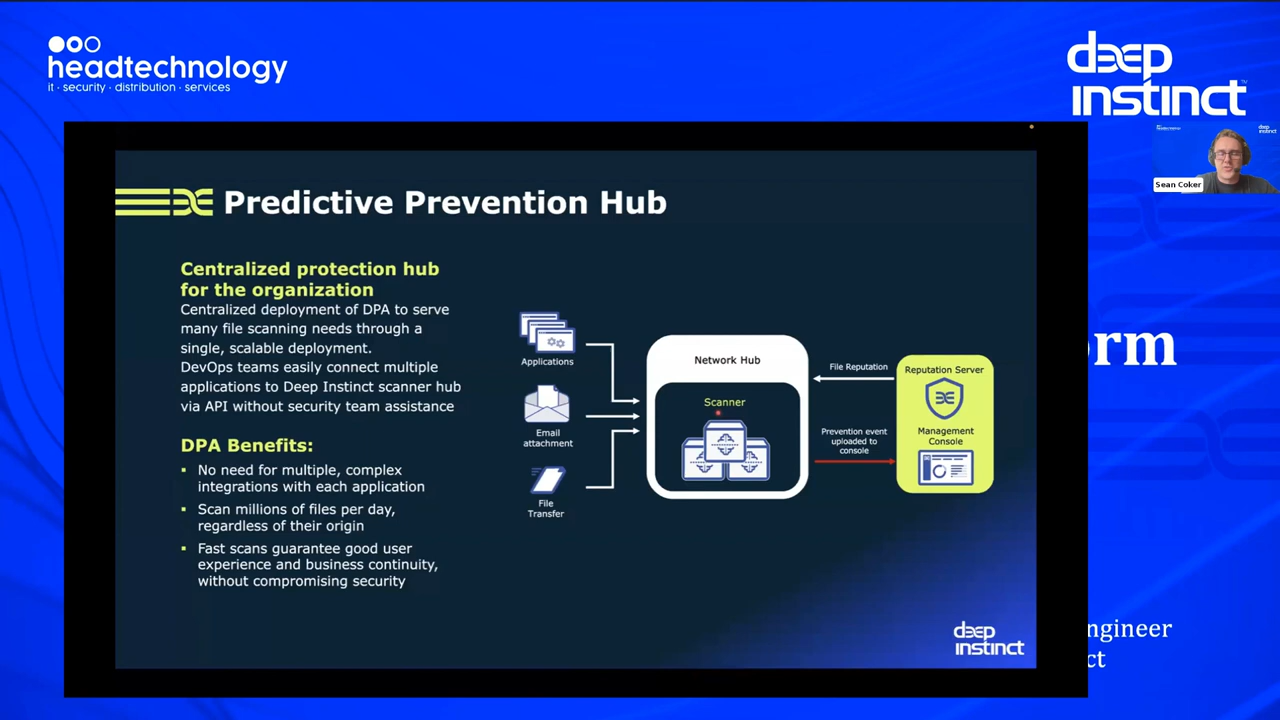 headtechnology
it · security · distribution · services
deep
instinct
Sean Coker
Predictive Prevention Hub
Centralized protection hub
for the organization
Centralized deployment of DPA to serve
many file scanning needs through a
single, scalable deployment.
DevOps teams easily connect multiple
applications to Deep Instinct scanner hub
via API without security team assistance
DPA Benefits:
▪ No need for multiple, complex
integrations with each application
▪ Scan millions of files per day,
regardless of their origin
▪ Fast scans guarantee good user
experience and business continuity,
without compromising security
Applications
Email
attachment
File
Transfer
Network Hub
Scanner
File Reputation
Prevention event
uploaded to
console
Reputation Server
Management
Console
deep
instinct
orm
ngineer
ct